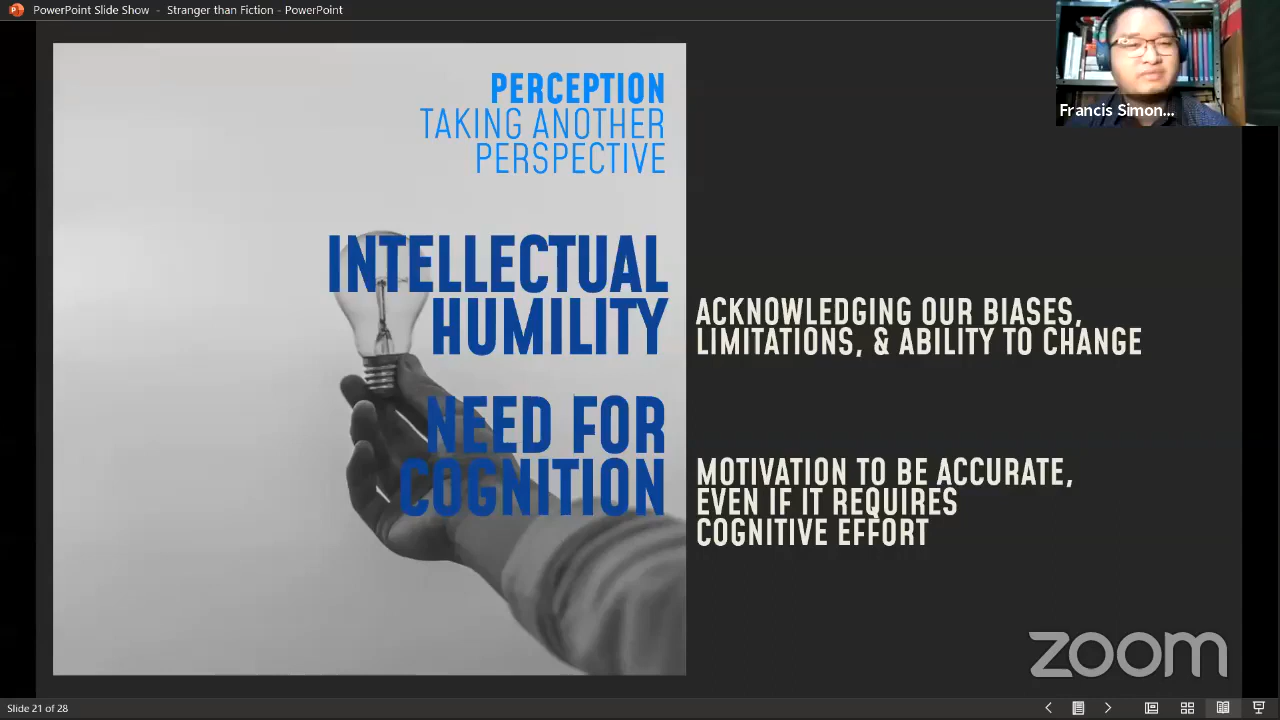 PowerPoint Slide Show - Stranger than Fiction - PowerPoint
Francis Simon...
PERCEPTION
TAKING ANOTHER
PERSPECTIVE
INTELLECTUAL
HUMILITY
ACKNOWLEDGING OUR BIASES,
LIMITATIONS, & ABILITY TO CHANGE
NEED FOR
COGNITION
MOTIVATION TO BE ACCURATE,
EVEN IF IT REQUIRES
COGNITIVE EFFORT
zoom
Slide 21 of 28